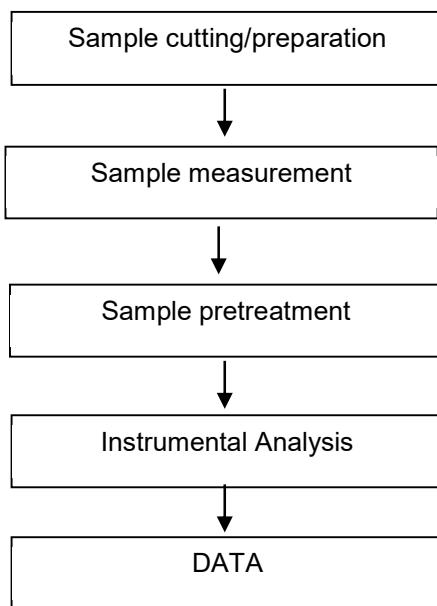 Sample cutting/preparation
Sample measurement
Sample pretreatment
Instrumental Analysis
DATA